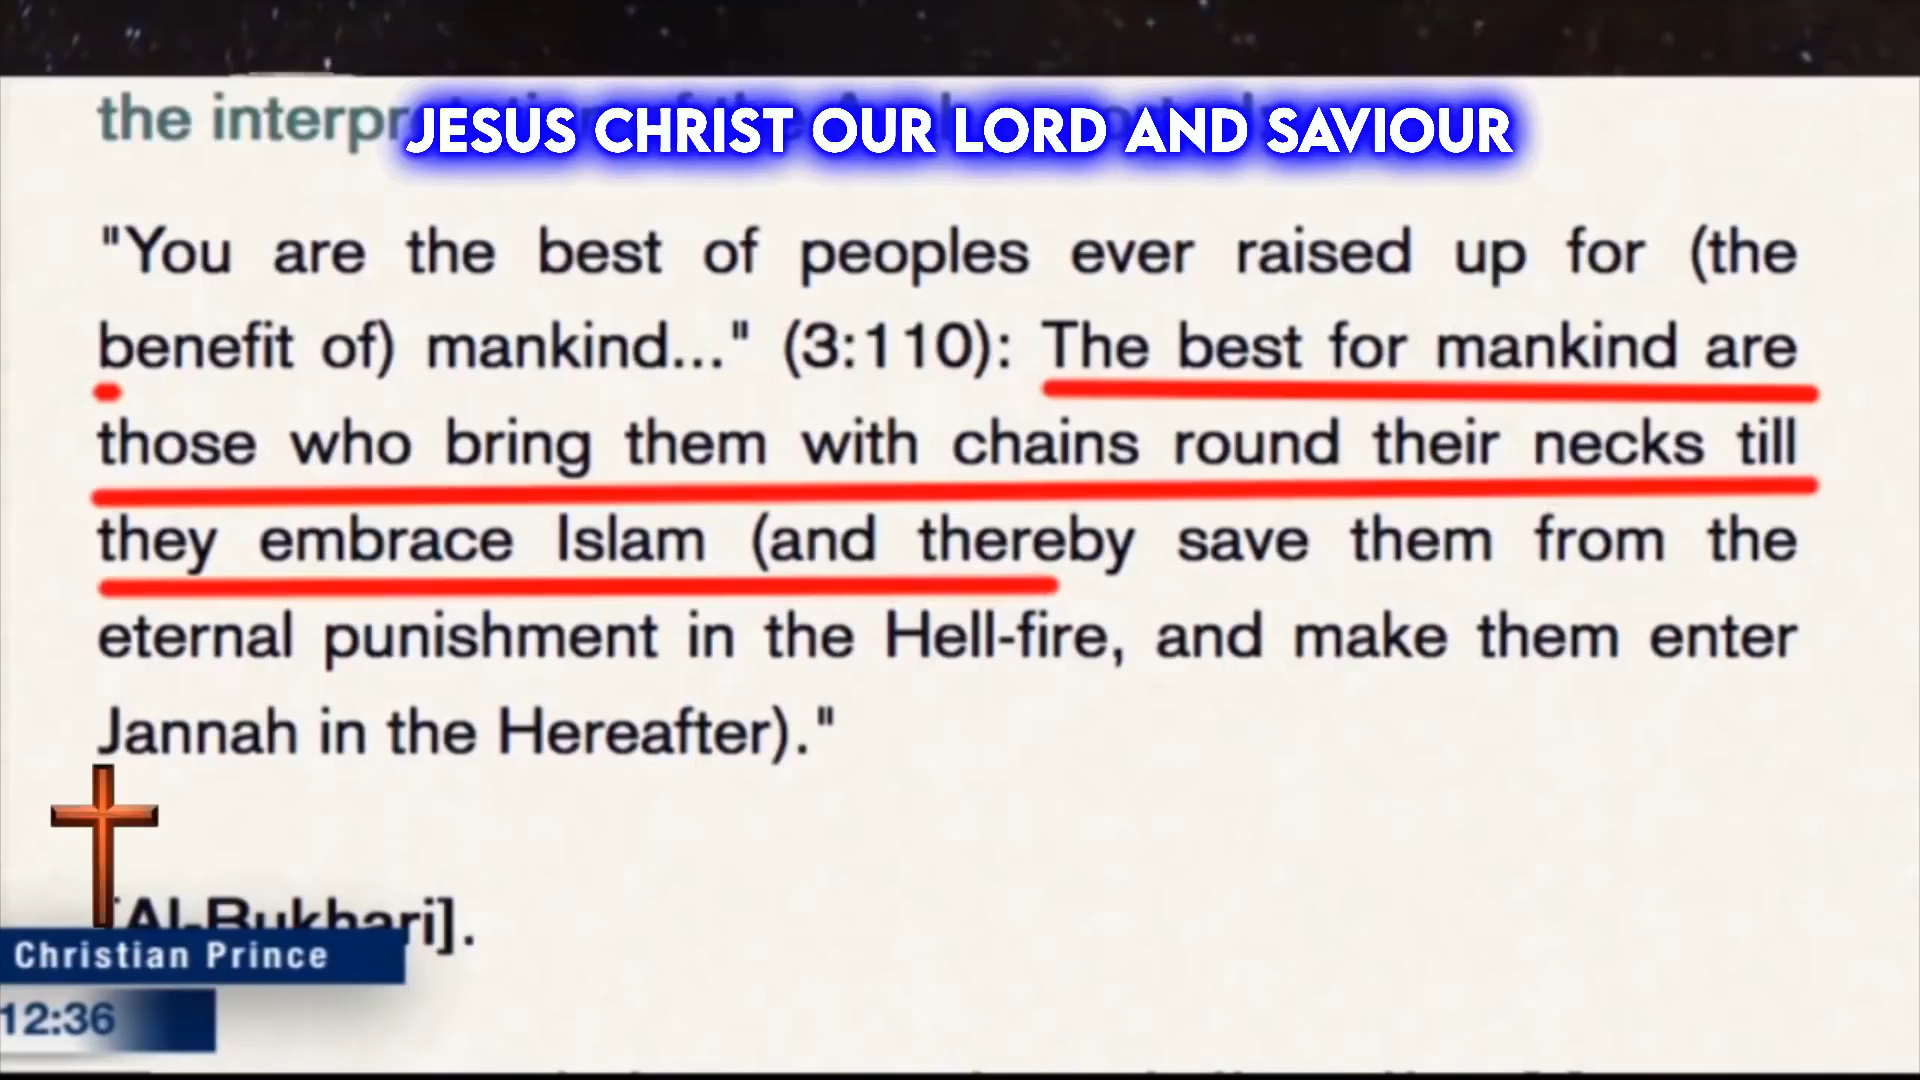 the interpr
JESUS CHRIST OUR LORD AND SAVIOUR
"You are the best of peoples ever raised up for (the
benefit of) mankind..." (3:110): The best for mankind are
those who bring them with chains round their necks till
they embrace Islam (and thereby save them from the
eternal punishment in the Hell-fire, and make them enter
Jannah in the Hereafter)."
[Al-Bukhari].
Christian Prince
12:36